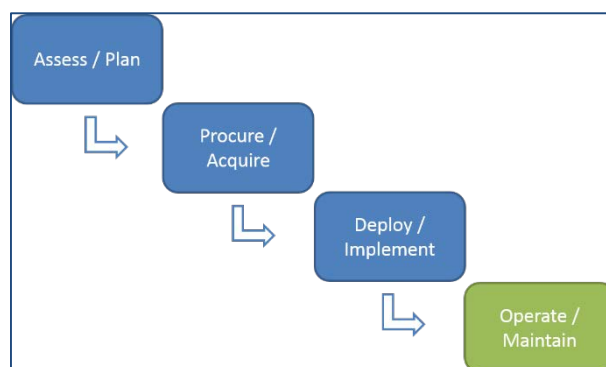 Assess / Plan
Procure /
Acquire
Deploy /
Implement
Operate /
Maintain